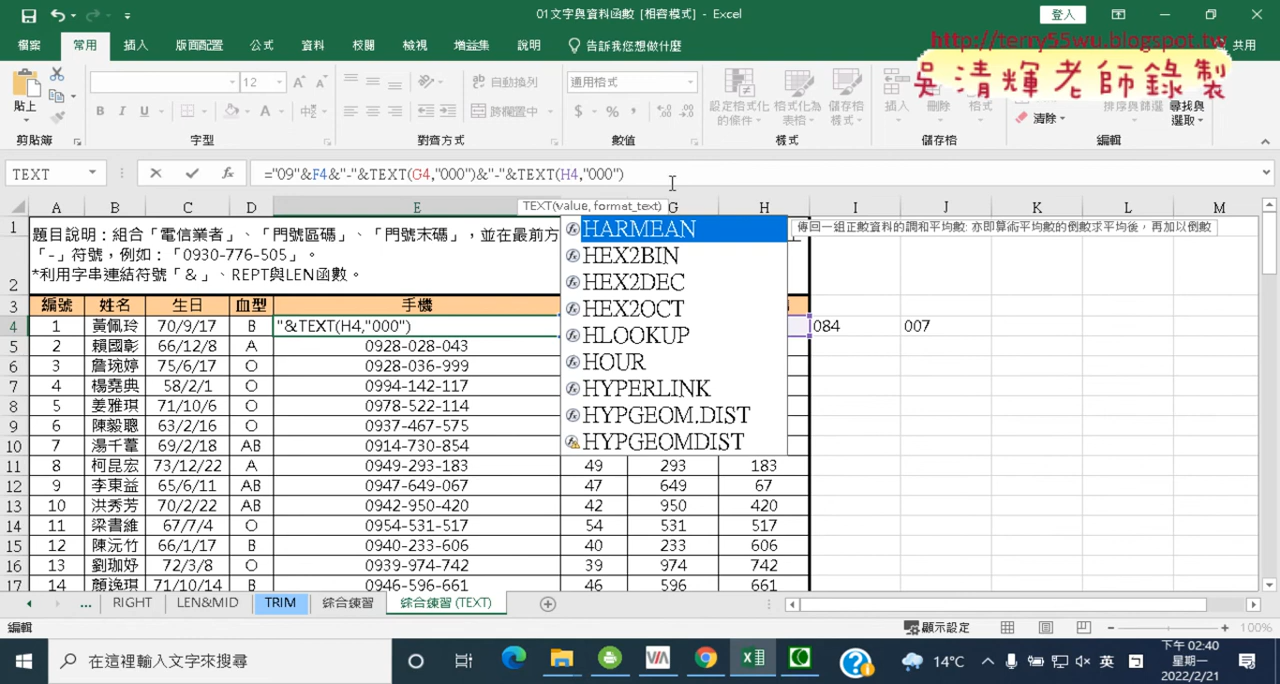 01文字與資料函數 [相容模式] - Excel
登入
檔案 常用 插入 版面配置 公式 資料 校閱 檢視 增益集 說明 告訴我您想做什麼 共用
http://terry55wu.blogspot.tw
吳清輝老師錄製
貼上
12
B I U
自動換列
跨欄置中
通用格式
$ % ,
設定格式化的條件
格式化為表格
儲存格樣式
插入 刪除 格式
清除
排序與篩選
尋找與選取
剪貼簿 字型 對齊方式 數值 樣式 儲存格 編輯
TEXT
="09"&F4&"-"&TEXT(G4,"000")&"-"&TEXT(H4,"000")
TEXT(value, format_text)
A B C D E G H I J K L M
HARMEAN
傳回一組正數資料的調和平均數: 亦即算術平均數的倒數求平均後，再加以倒數
HEX2BIN
HEX2DEC
HEX2OCT
HLOOKUP
HOUR
HYPERLINK
HYPGEOM.DIST
HYPGEOMDIST
1 題目說明：組合「電信業者」、「門號區碼」、「門號末碼」，並在最前方
2 「-」符號，例如：「0930-776-505」。
*利用字串連結符號「&」、REPT與LEN函數。
3 編號 姓名 生日 血型 手機
4 1 黃佩玲 70/9/17 B "&TEXT(H4,"000") 084 007
5 2 賴國彰 66/12/8 A 0928-028-043
6 3 詹琬婷 75/6/17 O 0928-036-999
7 4 楊堯典 58/2/1 O 0994-142-117
8 5 姜雅琪 71/10/6 O 0978-522-114
9 6 陳毅聰 63/2/16 O 0937-467-575
10 7 湯千蕙 69/2/18 AB 0914-730-854
11 8 柯昆宏 73/12/22 A 0949-293-183 49 293 183
12 9 李東益 65/6/11 AB 0947-649-067 47 649 67
13 10 洪秀芳 70/2/2 AB 0942-950-420 42 950 420
14 11 梁書維 67/7/4 O 0954-531-517 54 531 517
15 12 陳沅竹 66/1/17 B 0940-233-606 40 233 606
16 13 劉珈妤 72/3/8 O 0939-974-742 39 974 742
17 14 顏逸琪 71/10/14 B 0946-596-661 46 596 661
... RIGHT LEN&MID TRIM 綜合練習 綜合練習 (TEXT)
編輯 顯示設定 100%
在這裡輸入文字來搜尋
14°C
英
下午 02:40
星期一
2022/2/21